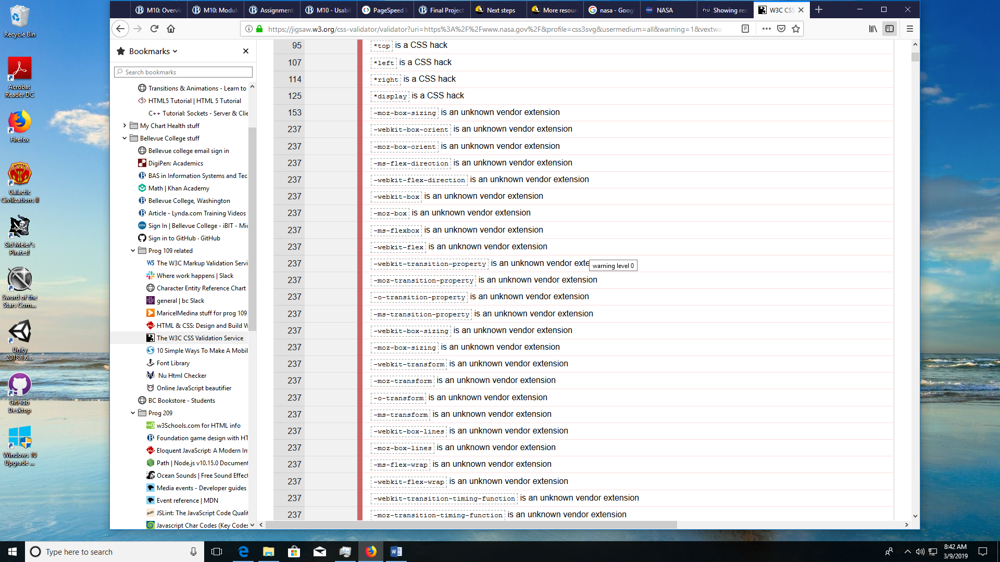 M10: Overvie
M10: Module
Assignments
M10 - Usabil
PageSpeed I
Final Project
Next steps
More resour
nasa - Googl
NASA
Showing res
W3C CSS
https://jigsaw.w3.org/css-validator/validator?uri=https%3A%2F%2Fwww.nasa.gov%2F&profile=css3svg&usermedium=all&warning=1&vextwa
Recycle Bin
Acrobat
Reader DC
Firefox
Galactic
Civilizations II
Sid Meier's
Pirates!
Sword of the
Stars Com...
Unity
2018.1.6...
GitHub
Desktop
Windows 10
Upgrade ...
Bookmarks
Search bookmarks
Transitions & Animations - Learn to
HTML5 Tutorial | HTML 5 Tutorial
C++ Tutorial: Sockets - Server & Clie
My Chart Health stuff
Bellevue College stuff
Bellevue college email sign in
DigiPen: Academics
BAS in Information Systems and Tec
Math | Khan Academy
Bellevue College, Washington
Article - Lynda.com Training Videos
Sign In | Bellevue College - iBIT - Mic
Sign in to GitHub · GitHub
Prog 109 related
The W3C Markup Validation Servi
Where work happens | Slack
Character Entity Reference Chart
general | bc Slack
MaricelMedina stuff for prog 109
HTML & CSS: Design and Build W
The W3C CSS Validation Service
10 Simple Ways To Make A Mobil
Font Library
Nu Html Checker
Online JavaScript beautifier
BC Bookstore - Students
Prog 209
w3Schools.com for HTML info
Foundation game design with HT
Eloquent JavaScript: A Modern In
Path | Node.js v10.15.0 Document
Ocean Sounds | Free Sound Effect
Media events - Developer guides
Event reference | MDN
JSLint: The JavaScript Code Qualit
Javascript Char Codes (Key Codes
95 *top is a CSS hack
107 *left is a CSS hack
114 *right is a CSS hack
125 *display is a CSS hack
153 -moz-box-sizing is an unknown vendor extension
237 -webkit-box-orient is an unknown vendor extension
237 -moz-box-orient is an unknown vendor extension
237 -ms-flex-direction is an unknown vendor extension
237 -webkit-flex-direction is an unknown vendor extension
237 -webkit-box is an unknown vendor extension
237 -moz-box is an unknown vendor extension
237 -ms-flexbox is an unknown vendor extension
237 -webkit-flex is an unknown vendor extension
237 -webkit-transition-property is an unknown vendor exte
warning level 0
237 -moz-transition-property is an unknown vendor extension
237 -o-transition-property is an unknown vendor extension
237 -ms-transition-property is an unknown vendor extension
237 -webkit-box-sizing is an unknown vendor extension
237 -moz-box-sizing is an unknown vendor extension
237 -webkit-transform is an unknown vendor extension
237 -moz-transform is an unknown vendor extension
237 -o-transform is an unknown vendor extension
237 -ms-transform is an unknown vendor extension
237 -webkit-box-lines is an unknown vendor extension
237 -moz-box-lines is an unknown vendor extension
237 -ms-flex-wrap is an unknown vendor extension
237 -webkit-flex-wrap is an unknown vendor extension
237 -webkit-transition-timing-function is an unknown vendor extension
237 -moz-transition-timing-function is an unknown vendor extension
Type here to search
8:42 AM
3/9/2019